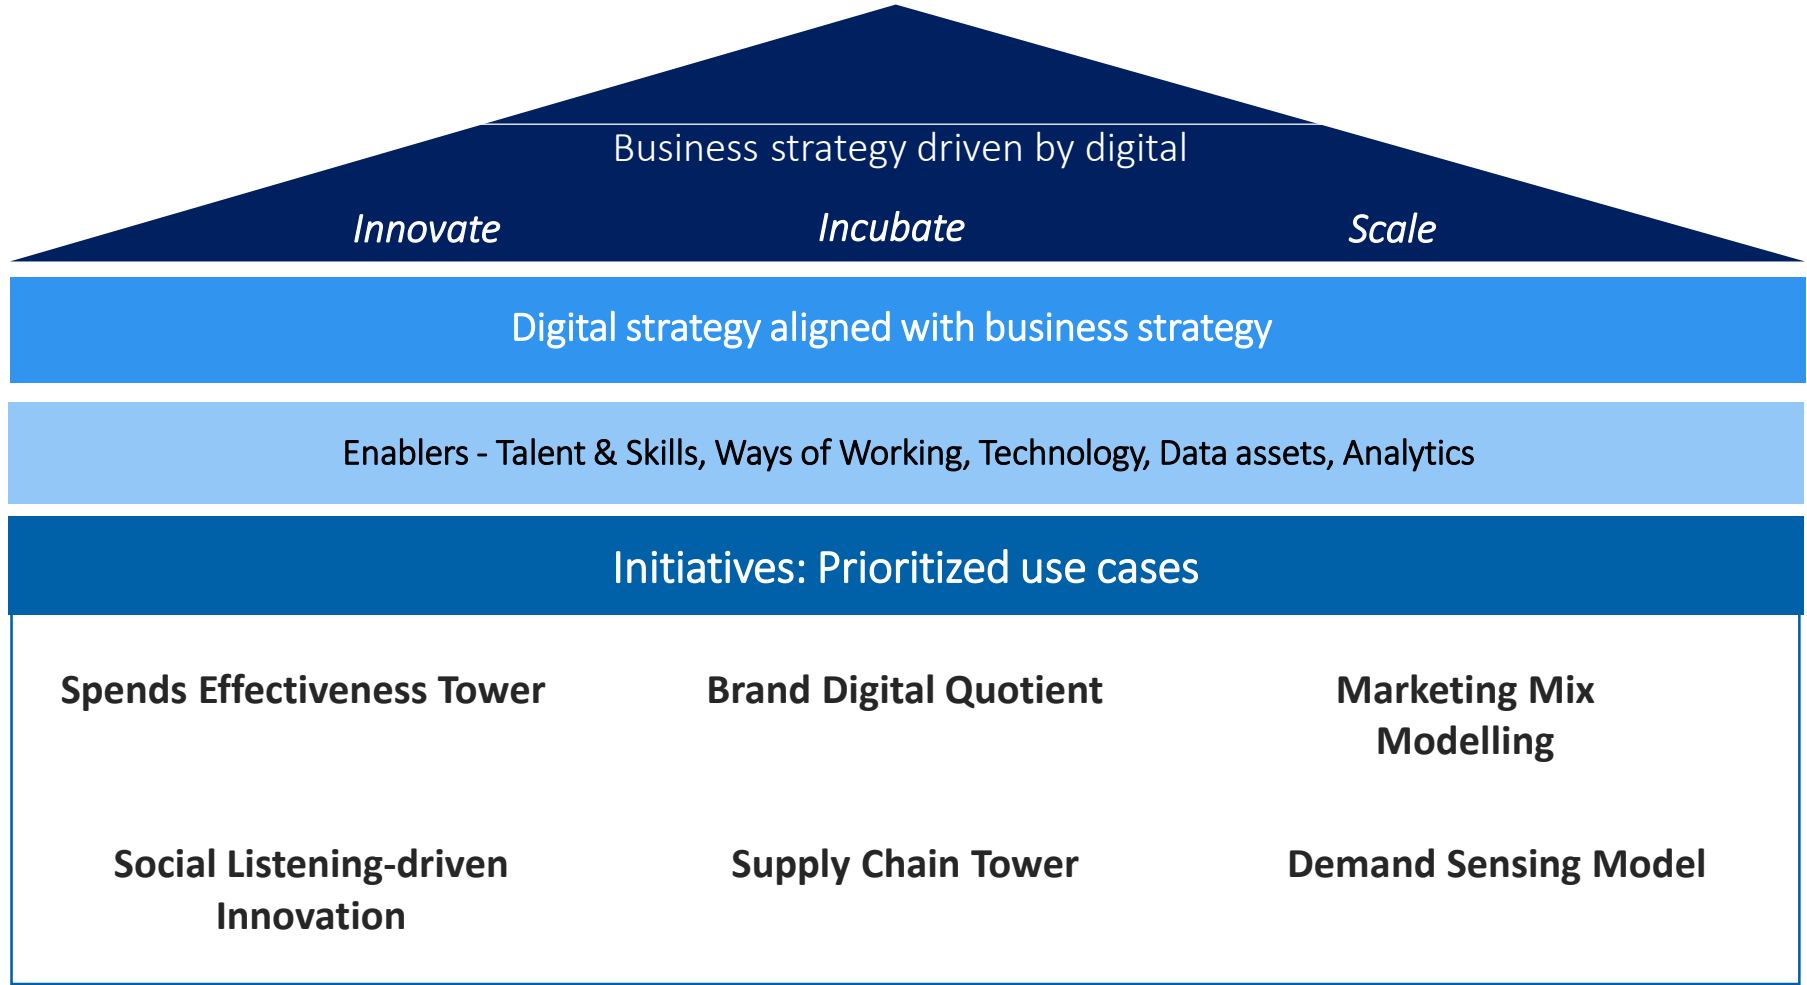 Business strategy driven by digital
Innovate Incubate Scale
Digital strategy aligned with business strategy
Enablers - Talent & Skills, Ways of Working, Technology, Data assets, Analytics
Initiatives: Prioritized use cases
Spends Effectiveness Tower
Brand Digital Quotient
Marketing Mix
Modelling
Social Listening-driven
Innovation
Supply Chain Tower
Demand Sensing Model